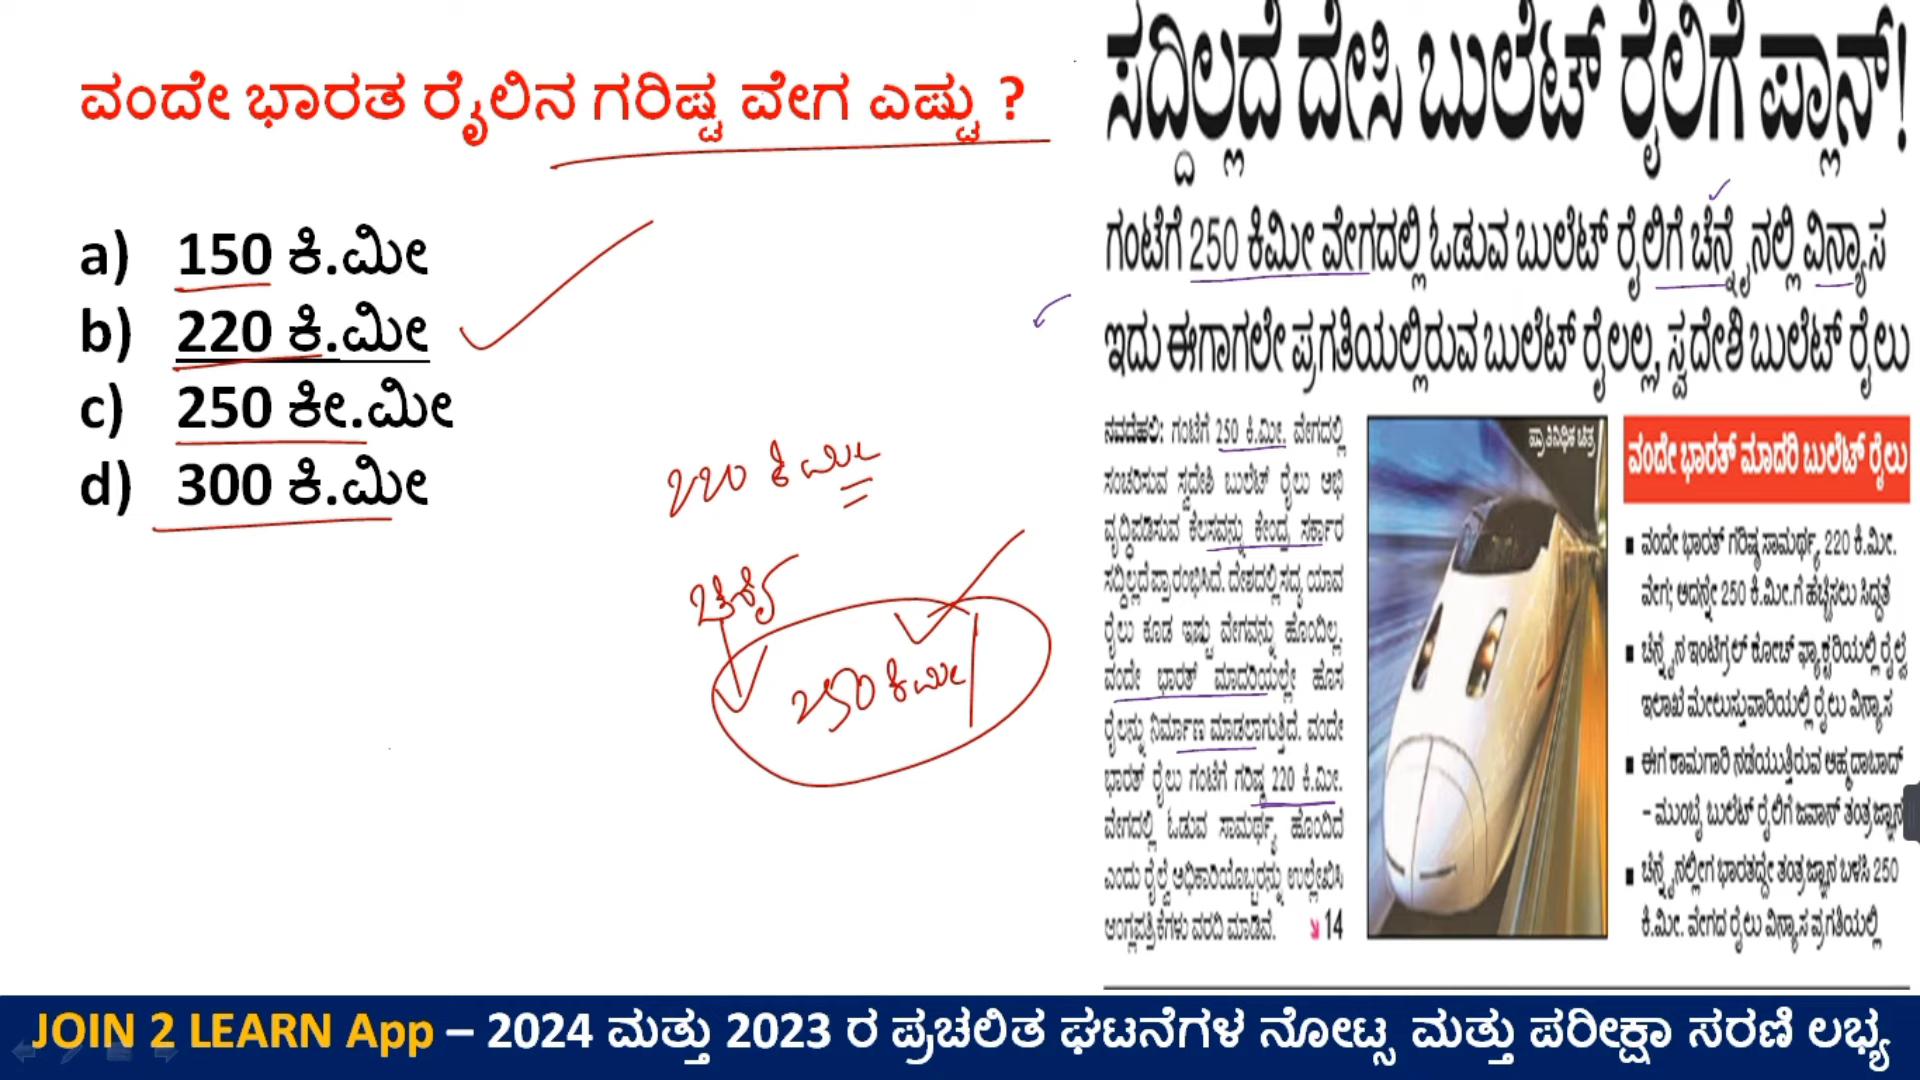 ವಂದೇ ಭಾರತ ರೈಲಿನ ಗರಿಷ್ಟ ವೇಗ ಎಷ್ಟು ?
a) 150 ಕಿ.ಮೀ
b) 220 ಕಿ.ಮೀ
c) 250 ಕೀ.ಮೀ
d) 300 ಕಿ.ಮೀ
220 ಕಿಮೀ
250 ಕಿಮೀ
ಸದ್ದಿಲ್ಲದೆ ದೇಸಿ ಬುಲೆಟ್ ರೈಲಿಗೆ ಪ್ಲಾನ್!
ಗಂಟೆಗೆ 250 ಕಿಮೀ ವೇಗದಲ್ಲಿ ಓಡುವ ಬುಲೆಟ್ ರೈಲಿಗೆ ಚೆನ್ನೈನಲ್ಲಿ ವಿನ್ಯಾಸ
ಇದು ಈಗಾಗಲೇ ಪ್ರಗತಿಯಲ್ಲಿರುವ ಬುಲೆಟ್ ರೈಲಲ್ಲ, ಸ್ವದೇಶಿ ಬುಲೆಟ್ ರೈಲು
ನವದೆಹಲಿ: ಗಂಟೆಗೆ 250 ಕಿ.ಮೀ. ವೇಗದಲ್ಲಿ
ಸಂಚರಿಸುವ ಸ್ವದೇಶಿ ಬುಲೆಟ್ ರೈಲು ಅಭಿ
ವೃದ್ಧಿಪಡಿಸುವ ಕೆಲಸವನ್ನು ಕೇಂದ್ರ ಸರ್ಕಾರ
ಸದ್ದಿಲ್ಲದೆ ಪ್ರಾರಂಭಿಸಿದೆ. ದೇಶದಲ್ಲಿ ಸದ್ಯ ಯಾವ
ರೈಲು ಕೂಡ ಇಷ್ಟು ವೇಗವನ್ನು ಹೊಂದಿಲ್ಲ.
ವಂದೇ ಭಾರತ್ ಮಾದರಿಯಲ್ಲೇ ಹೊಸ
ರೈಲನ್ನು ನಿರ್ಮಾಣ ಮಾಡಲಾಗುತ್ತಿದೆ. ವಂದೇ
ಭಾರತ್ ರೈಲು ಗಂಟೆಗೆ ಗರಿಷ್ಠ 220 ಕಿ.ಮೀ.
ವೇಗದಲ್ಲಿ ಓಡುವ ಸಾಮರ್ಥ್ಯ ಹೊಂದಿದೆ
ಎಂದು ರೈಲ್ವೆ ಅಧಿಕಾರಿಯೊಬ್ಬರನ್ನು ಉಲ್ಲೇಖಿಸಿ
ಆಂಗ್ಲಪತ್ರಿಕೆಗಳು ವರದಿ ಮಾಡಿವೆ. 14
ಪ್ರಾತಿನಿಧಿಕ ಚಿತ್ರ
ವಂದೇ ಭಾರತ್ ಮಾದರಿ ಬುಲೆಟ್ ರೈಲು
■ ವಂದೇ ಭಾರತ್ ಗರಿಷ್ಠ ಸಾಮರ್ಥ್ಯ 220 ಕಿ.ಮೀ.
ವೇಗ; ಅದನ್ನೇ 250 ಕಿ.ಮೀ.ಗೆ ಹೆಚ್ಚಿಸಲು ಸಿದ್ಧತೆ
■ ಚೆನ್ನೈನ ಇಂಟಿಗ್ರಲ್ ಕೋಚ್ ಫ್ಯಾಕ್ಟರಿಯಲ್ಲಿ ರೈಲ್ವೆ
ಇಲಾಖೆ ಮೇಲುಸ್ತುವಾರಿಯಲ್ಲಿ ರೈಲು ವಿನ್ಯಾಸ
■ ಈಗ ಕಾಮಗಾರಿ ನಡೆಯುತ್ತಿರುವ ಅಹ್ಮದಾಬಾದ್
– ಮುಂಬೈ ಬುಲೆಟ್ ರೈಲಿಗೆ ಜಪಾನ್ ತಂತ್ರಜ್ಞಾನ
■ ಚೆನ್ನೈನಲ್ಲೀಗ ಭಾರತದ್ದೇ ತಂತ್ರಜ್ಞಾನ ಬಳಸಿ 250
ಕಿ.ಮೀ. ವೇಗದ ರೈಲು ವಿನ್ಯಾಸ ಪ್ರಗತಿಯಲ್ಲಿ
JOIN 2 LEARN App – 2024 ಮತ್ತು 2023 ರ ಪ್ರಚಲಿತ ಘಟನೆಗಳ ನೋಟ್ಸ ಮತ್ತು ಪರೀಕ್ಷಾ ಸರಣಿ ಲಭ್ಯ